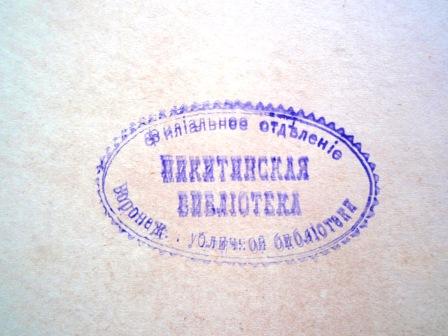 филіальное отдѣленіе
НИКИТИНСКАЯ
БИБЛІОТЕКА
Воронеж. убличной библіотеки